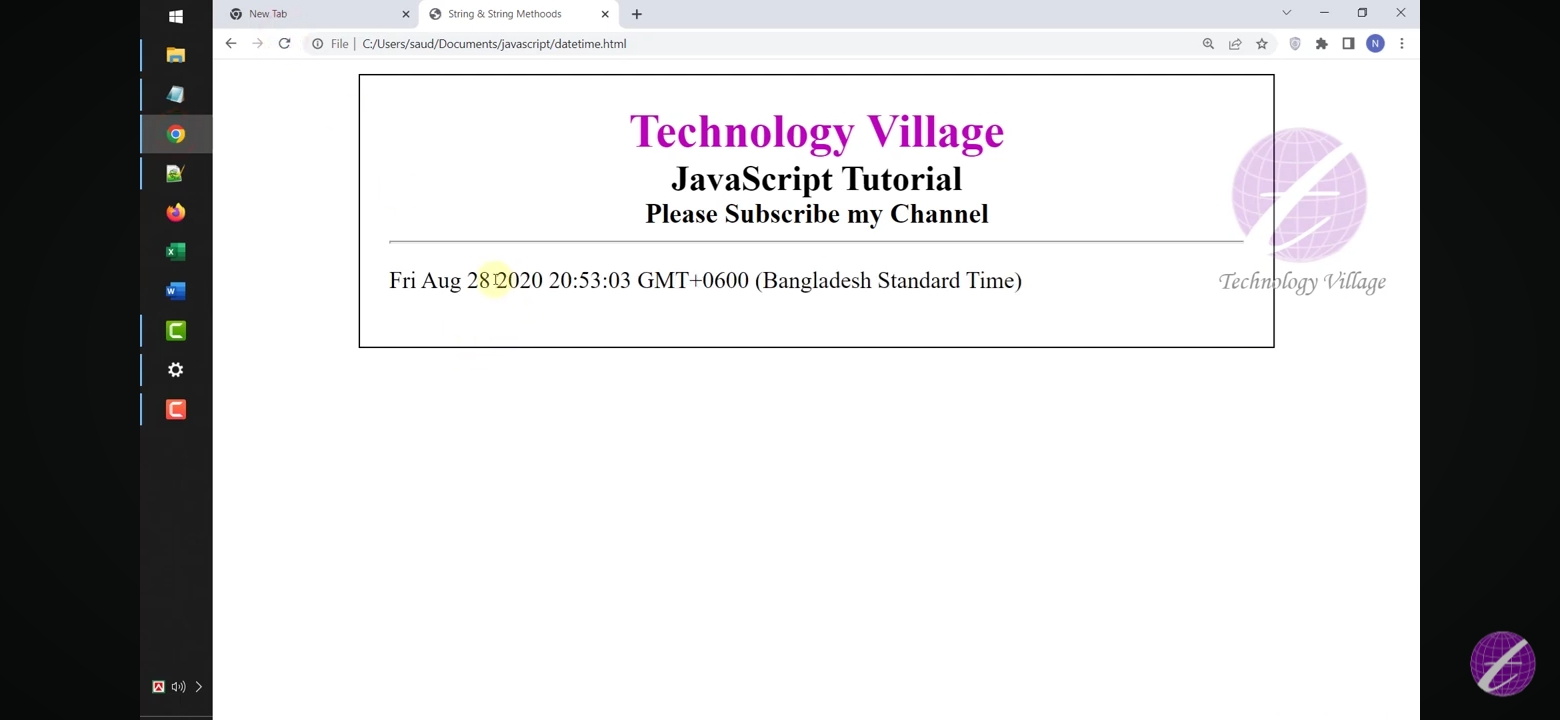 New Tab
String & String Methoods
File | C:/Users/saud/Documents/javascript/datetime.html
N
Technology Village
JavaScript Tutorial
Please Subscribe my Channel
Fri Aug 28 2020 20:53:03 GMT+0600 (Bangladesh Standard Time)
Technology Village